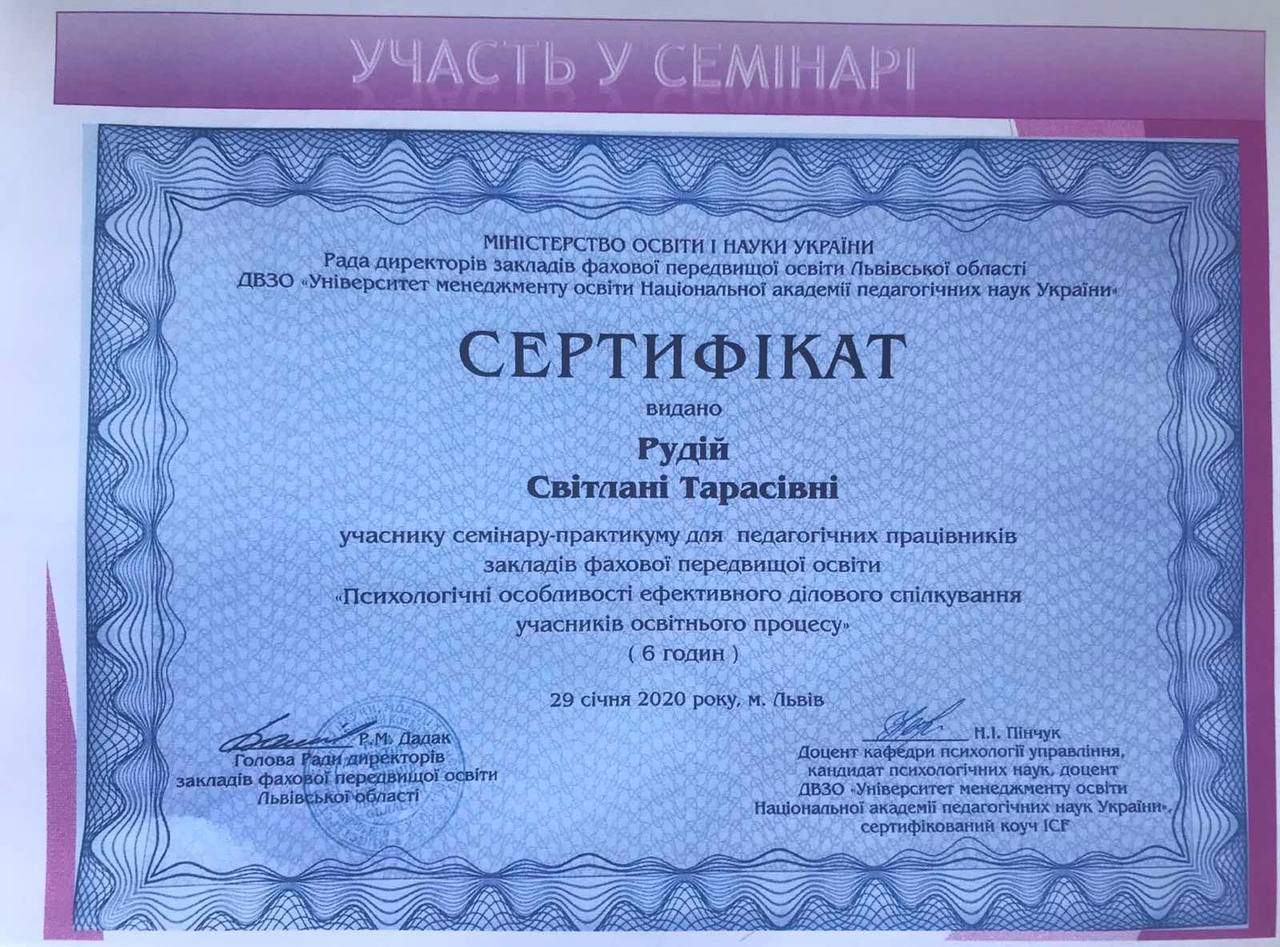 УЧАСТЬ У СЕМІНАРІ
МІНІСТЕРСТВО ОСВІТИ І НАУКИ УКРАЇНИ
Рада директорів закладів фахової передвищої освіти Львівської області
ДВЗО «Університет менеджменту освіти Національної академії педагогічних наук України»
СЕРТИФІКАТ
видано
Рудій
Світлані Тарасівні
учаснику семінару-практикуму для педагогічних працівників
закладів фахової передвищої освіти
«Психологічні особливості ефективного ділового спілкування
учасників освітнього процесу»
( 6 годин )
29 січня 2020 року, м. Львів
Р.М. Дадак
Голова Ради директорів
закладів фахової передвищої освіти
Львівської області
Н.І. Пінчук
Доцент кафедри психології управління,
кандидат психологічних наук, доцент
ДВЗО «Університет менеджменту освіти
Національної академії педагогічних наук України»,
сертифікований коуч ICF